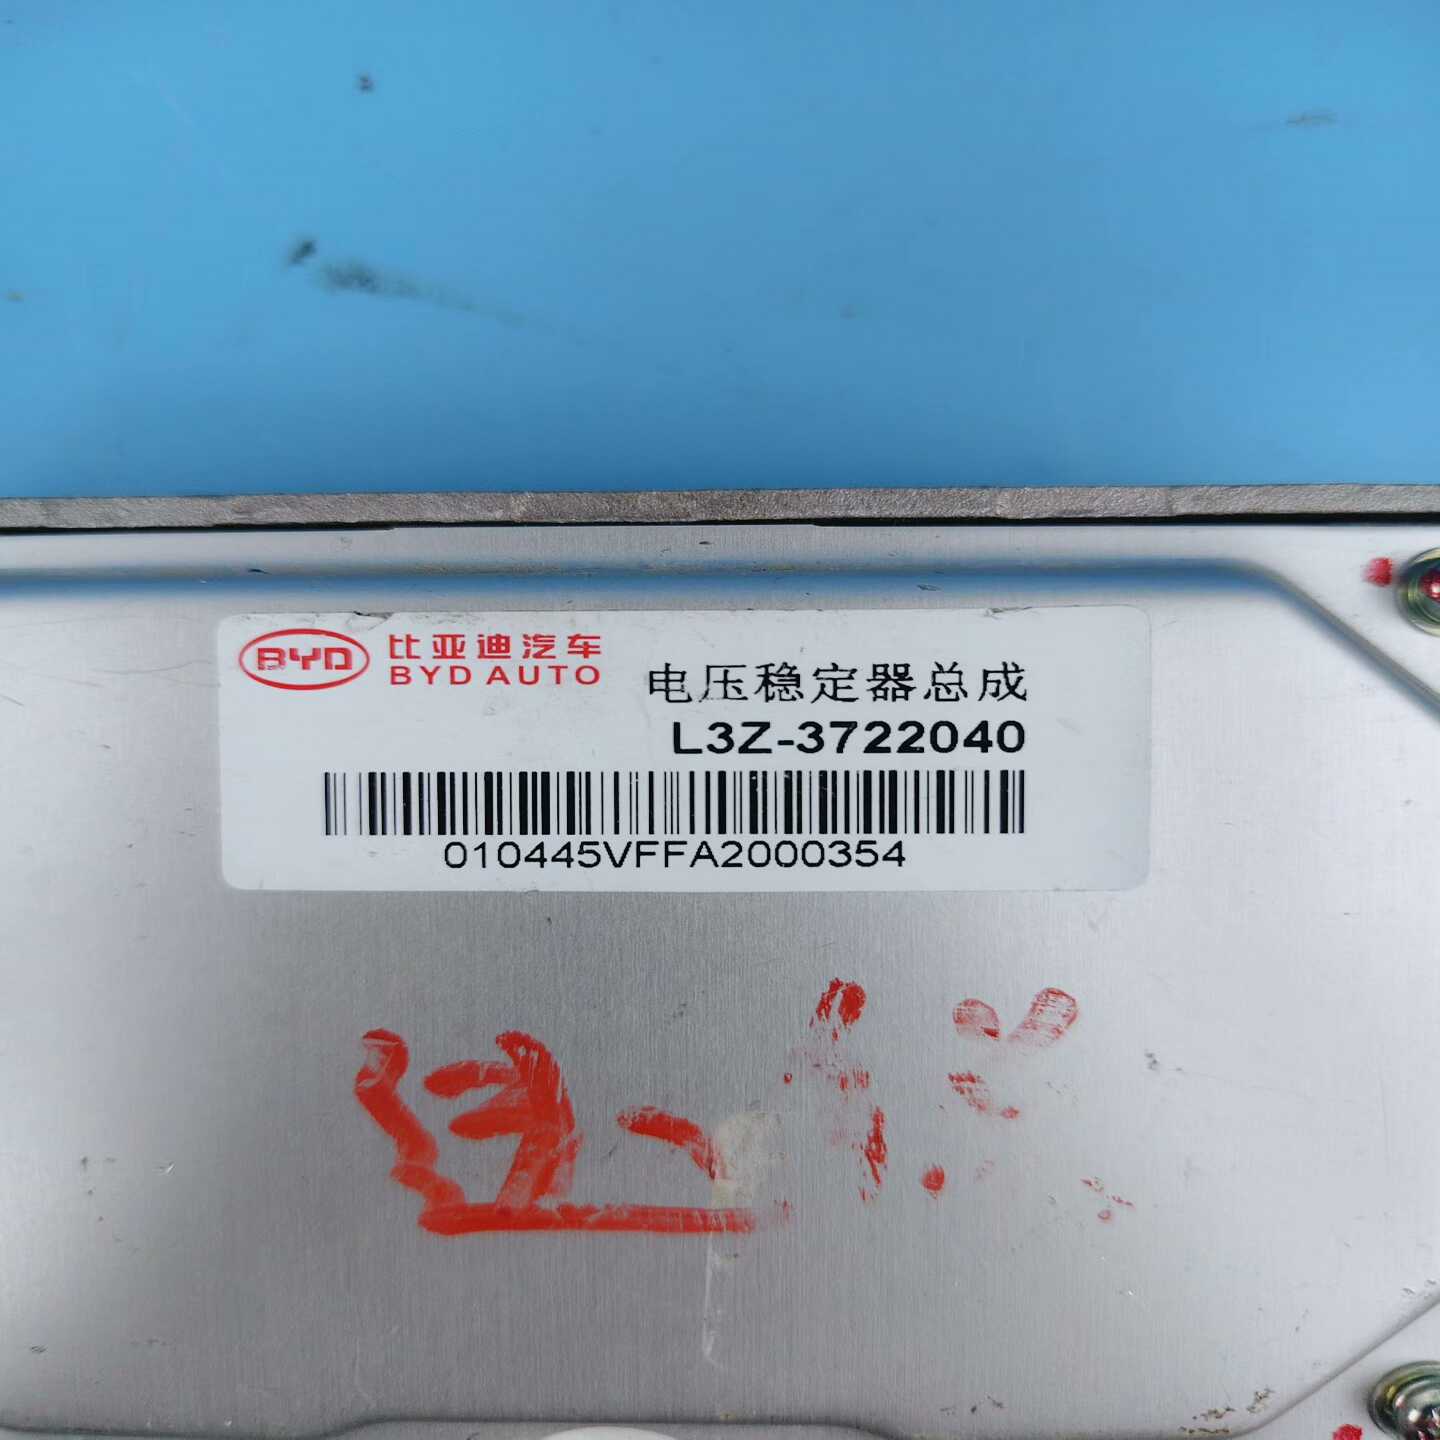 BYD 比亚迪汽车
BYD AUTO
电压稳定器总成
L3Z-3722040
010445VFFA2000354